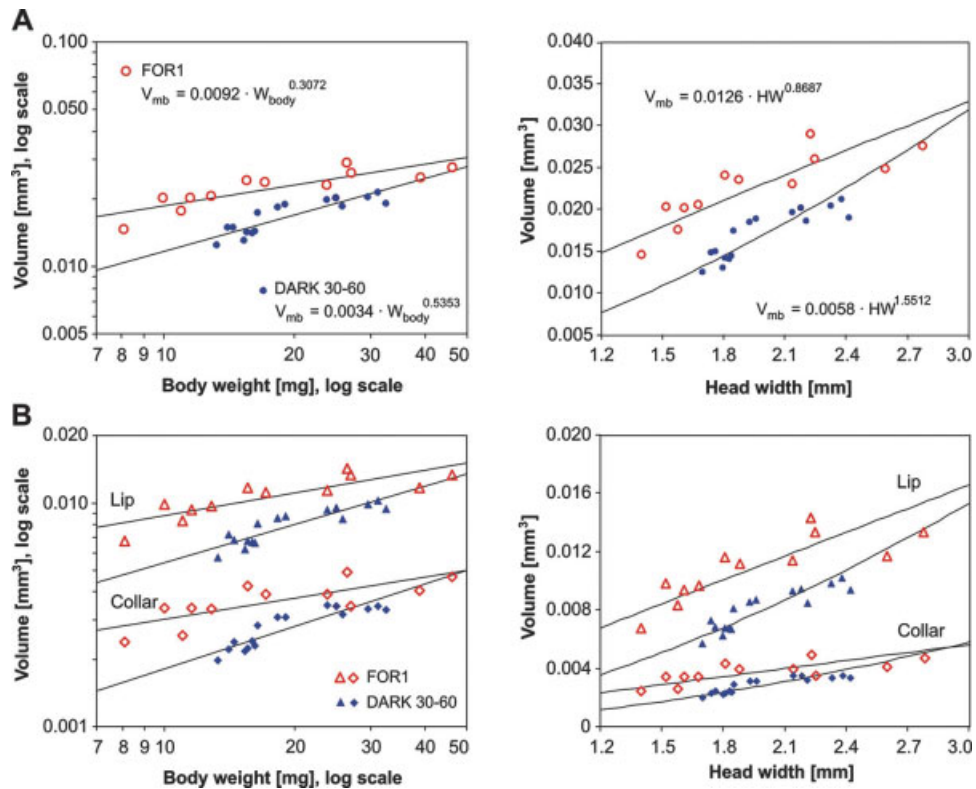 A
Volume [mm³], log scale
0.100
0.050
0.010
0.005
FOR1
V_mb = 0.0092 · W_body^0.3072
DARK 30-60
V_mb = 0.0034 · W_body^0.5353
7 8 9 10 20 30 40 50
Body weight [mg], log scale
Volume [mm³]
0.040
0.035
0.030
0.025
0.020
0.015
0.010
0.005
V_mb = 0.0126 · HW^0.8687
V_mb = 0.0058 · HW^1.5512
1.2 1.5 1.8 2.1 2.4 2.7 3.0
Head width [mm]
B
Volume [mm³], log scale
0.020
0.010
0.001
Lip
Collar
FOR1
DARK 30-60
7 8 9 10 20 30 40 50
Body weight [mg], log scale
Volume [mm³]
0.020
0.016
0.012
0.008
0.004
0
Lip
Collar
1.2 1.5 1.8 2.1 2.4 2.7 3.0
Head width [mm]